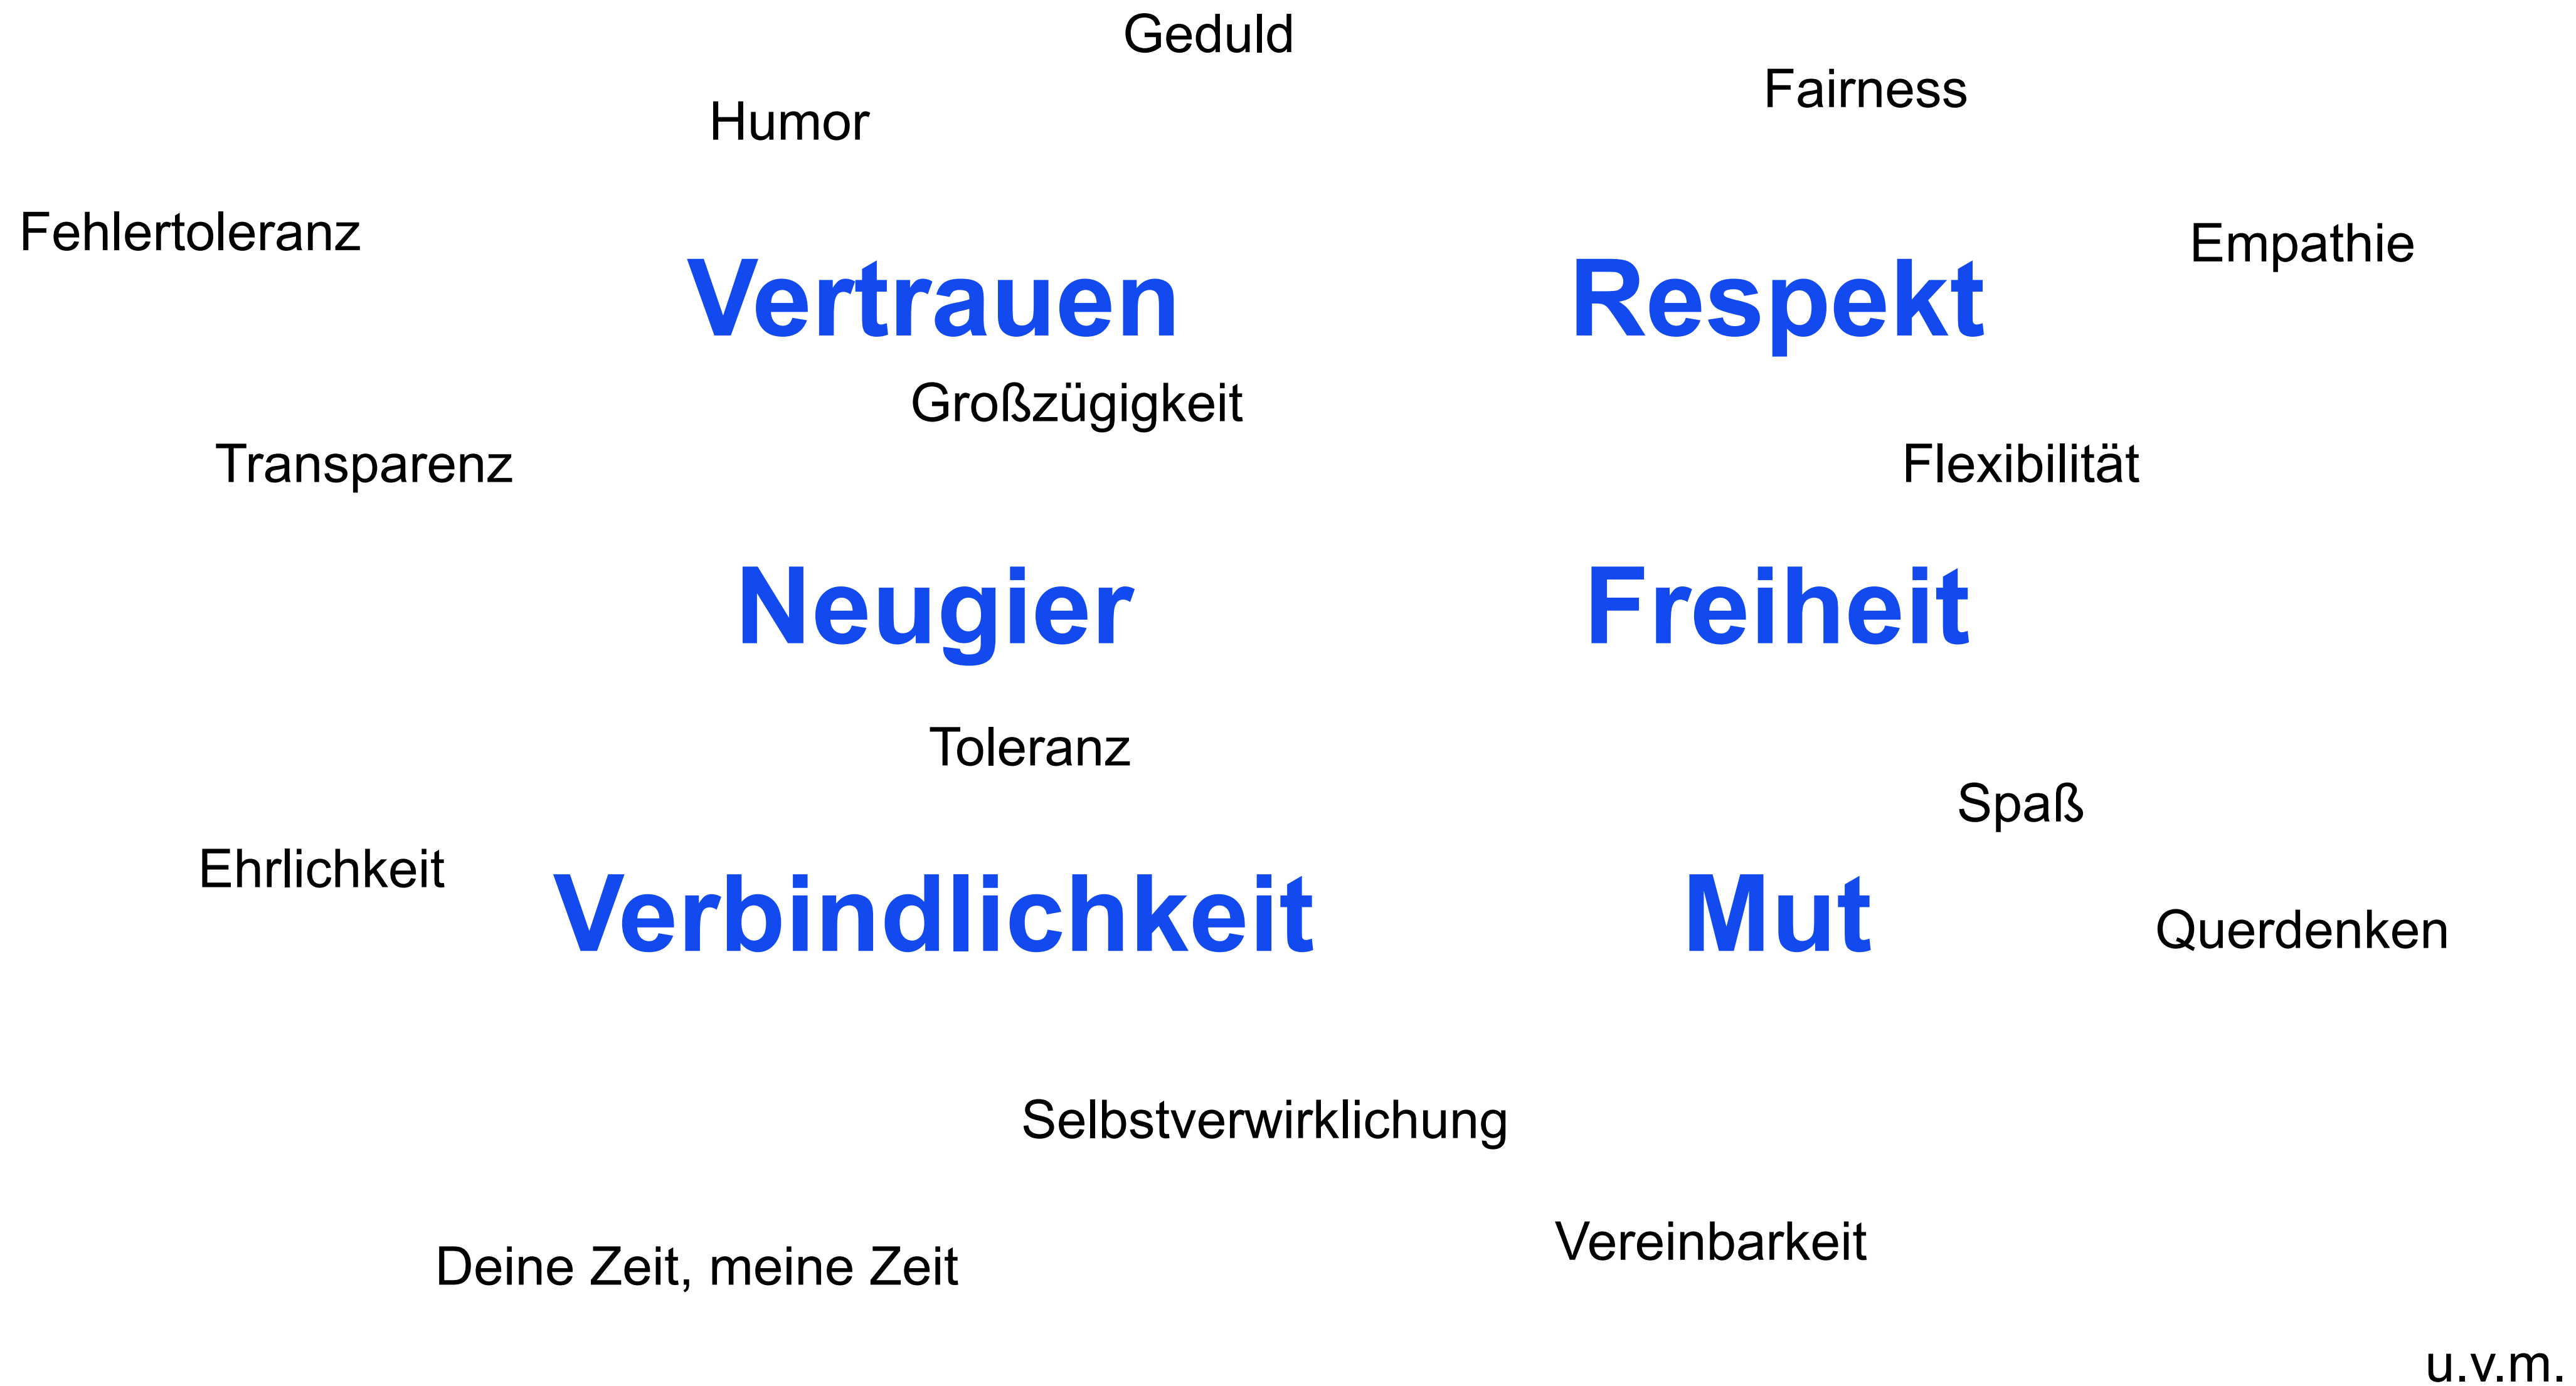 Geduld
Fairness
Humor
Fehlertoleranz
Empathie
Vertrauen
Respekt
Großzügigkeit
Transparenz
Flexibilität
Neugier
Freiheit
Toleranz
Spaß
Ehrlichkeit
Verbindlichkeit
Mut
Querdenken
Selbstverwirklichung
Vereinbarkeit
Deine Zeit, meine Zeit
u.v.m.